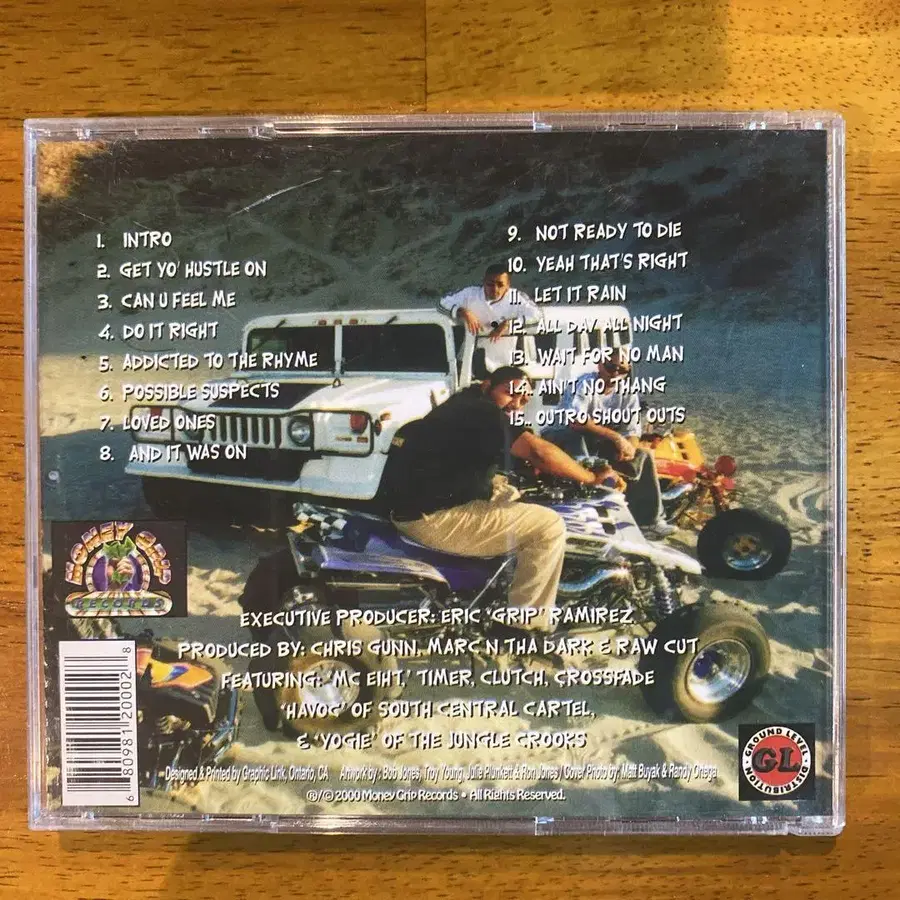 1. INTRO
2. GET YO' HUSTLE ON
3. CAN U FEEL ME
4. DO IT RIGHT
5. ADDICTED TO THE RHYME
6. POSSIBLE SUSPECTS
7. LOVED ONES
8. AND IT WAS ON
9. NOT READY TO DIE
10. YEAH THAT'S RIGHT
11. LET IT RAIN
12. ALL DAY ALL NIGHT
13. WAIT FOR NO MAN
14. AIN'T NO THANG
15. OUTRO SHOUT OUTS
MONEY GRIP
RECORDS
EXECUTIVE PRODUCER: ERIC "GRIP" RAMIREZ
PRODUCED BY: CHRIS GUNN, MARC N THA DARK & RAW CUT
FEATURING: "MC EIHT," TIMER, CLUTCH, CROSSFADE
"HAVOC" OF SOUTH CENTRAL CARTEL,
& "YOGIE" OF THE JUNGLE CROOKS
Designed & Printed by Graphic Link, Ontario, CA Artwork by: Bob Jones, Troy Young, Julie Plunkett & Ron Jones / Cover Photo by: Matt Buyak & Randy Ortega
℗/© 2000 Money Grip Records • All Rights Reserved.
6 80981 20002 8
GROUND LEVEL
GL
DISTRIBUTION